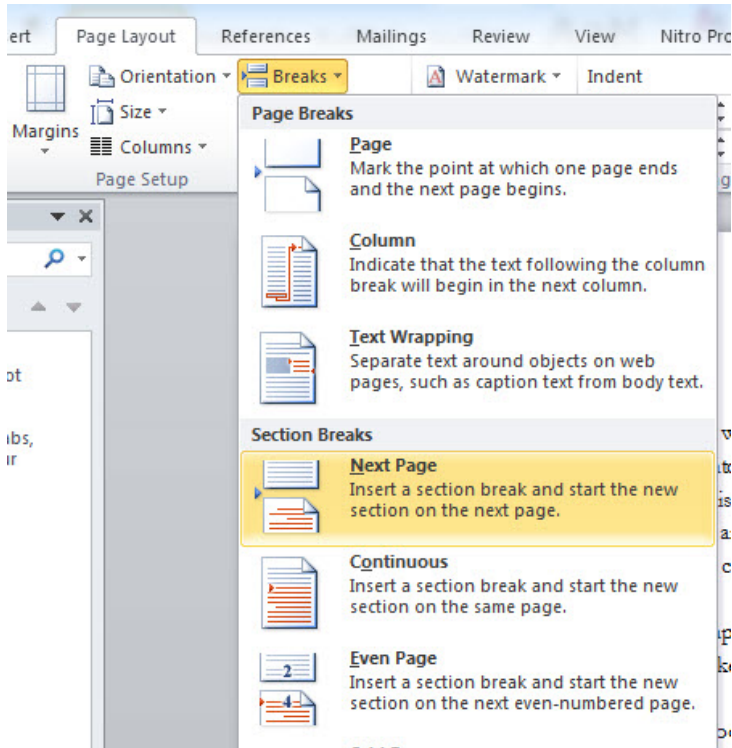 ert Page Layout References Mailings Review View Nitro Pro
Orientation Breaks Watermark Indent
Size
Margins
Columns
Page Setup
Page Breaks
Page
Mark the point at which one page ends
and the next page begins.
Column
Indicate that the text following the column
break will begin in the next column.
Text Wrapping
Separate text around objects on web
pages, such as caption text from body text.
ot
abs,
ur
Section Breaks
Next Page
Insert a section break and start the new
section on the next page.
Continuous
Insert a section break and start the new
section on the same page.
2
4
Even Page
Insert a section break and start the new
section on the next even-numbered page.